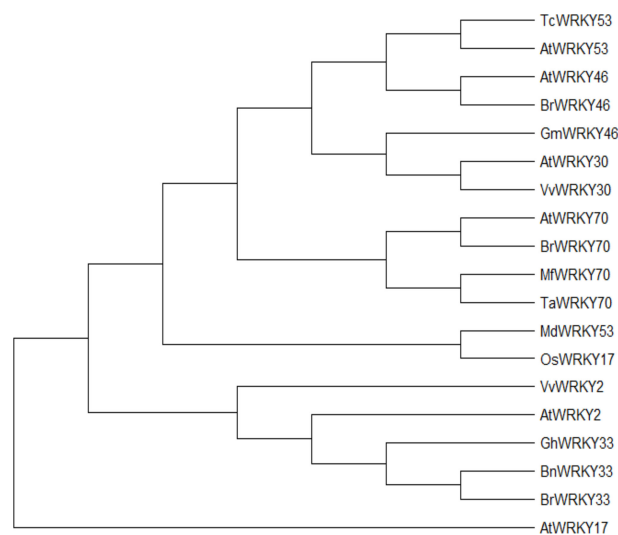 TcWRKY53
AtWRKY53
AtWRKY46
BrWRKY46
GmWRKY46
AtWRKY30
VvWRKY30
AtWRKY70
BrWRKY70
MfWRKY70
TaWRKY70
MdWRKY53
OsWRKY17
VvWRKY2
AtWRKY2
GhWRKY33
BnWRKY33
BrWRKY33
AtWRKY17